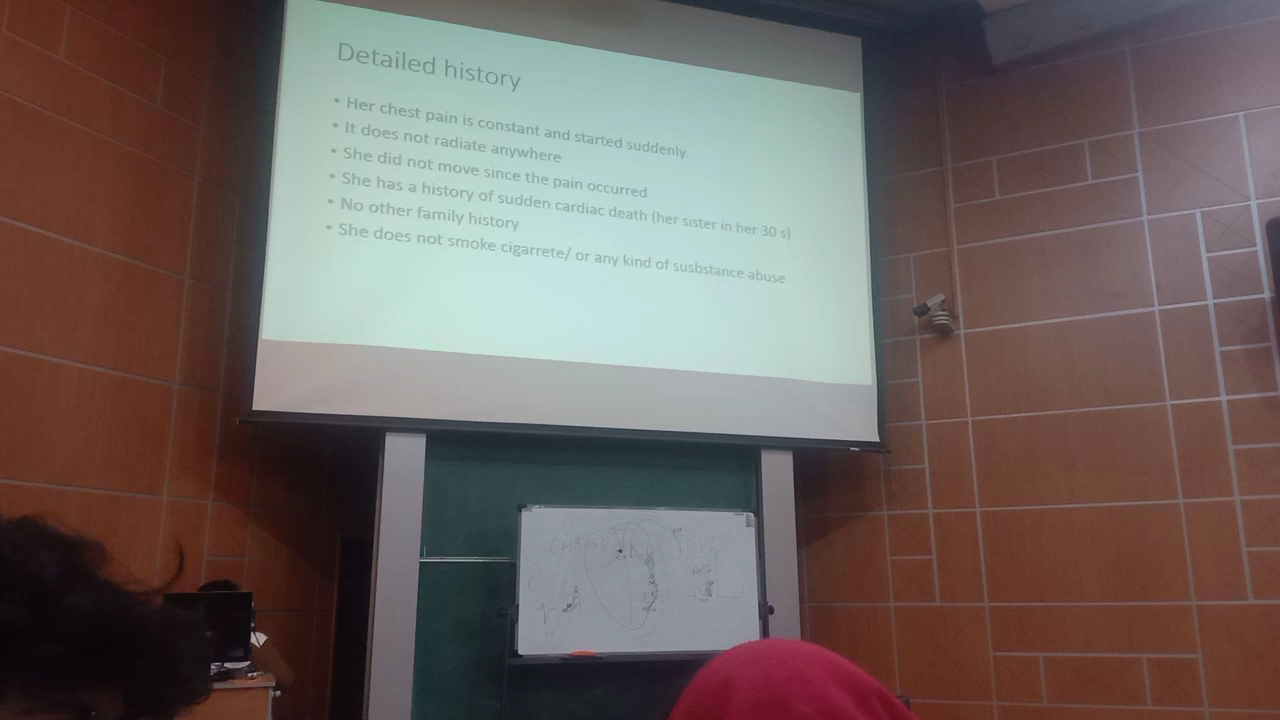 Detailed history
• Her chest pain is constant and started suddenly.
• It does not radiate anywhere
• She did not move since the pain occurred
• She has a history of sudden cardiac death (her sister in her 30 s)
• No other family history
• She does not smoke cigarrete/ or any kind of susbstance abuse